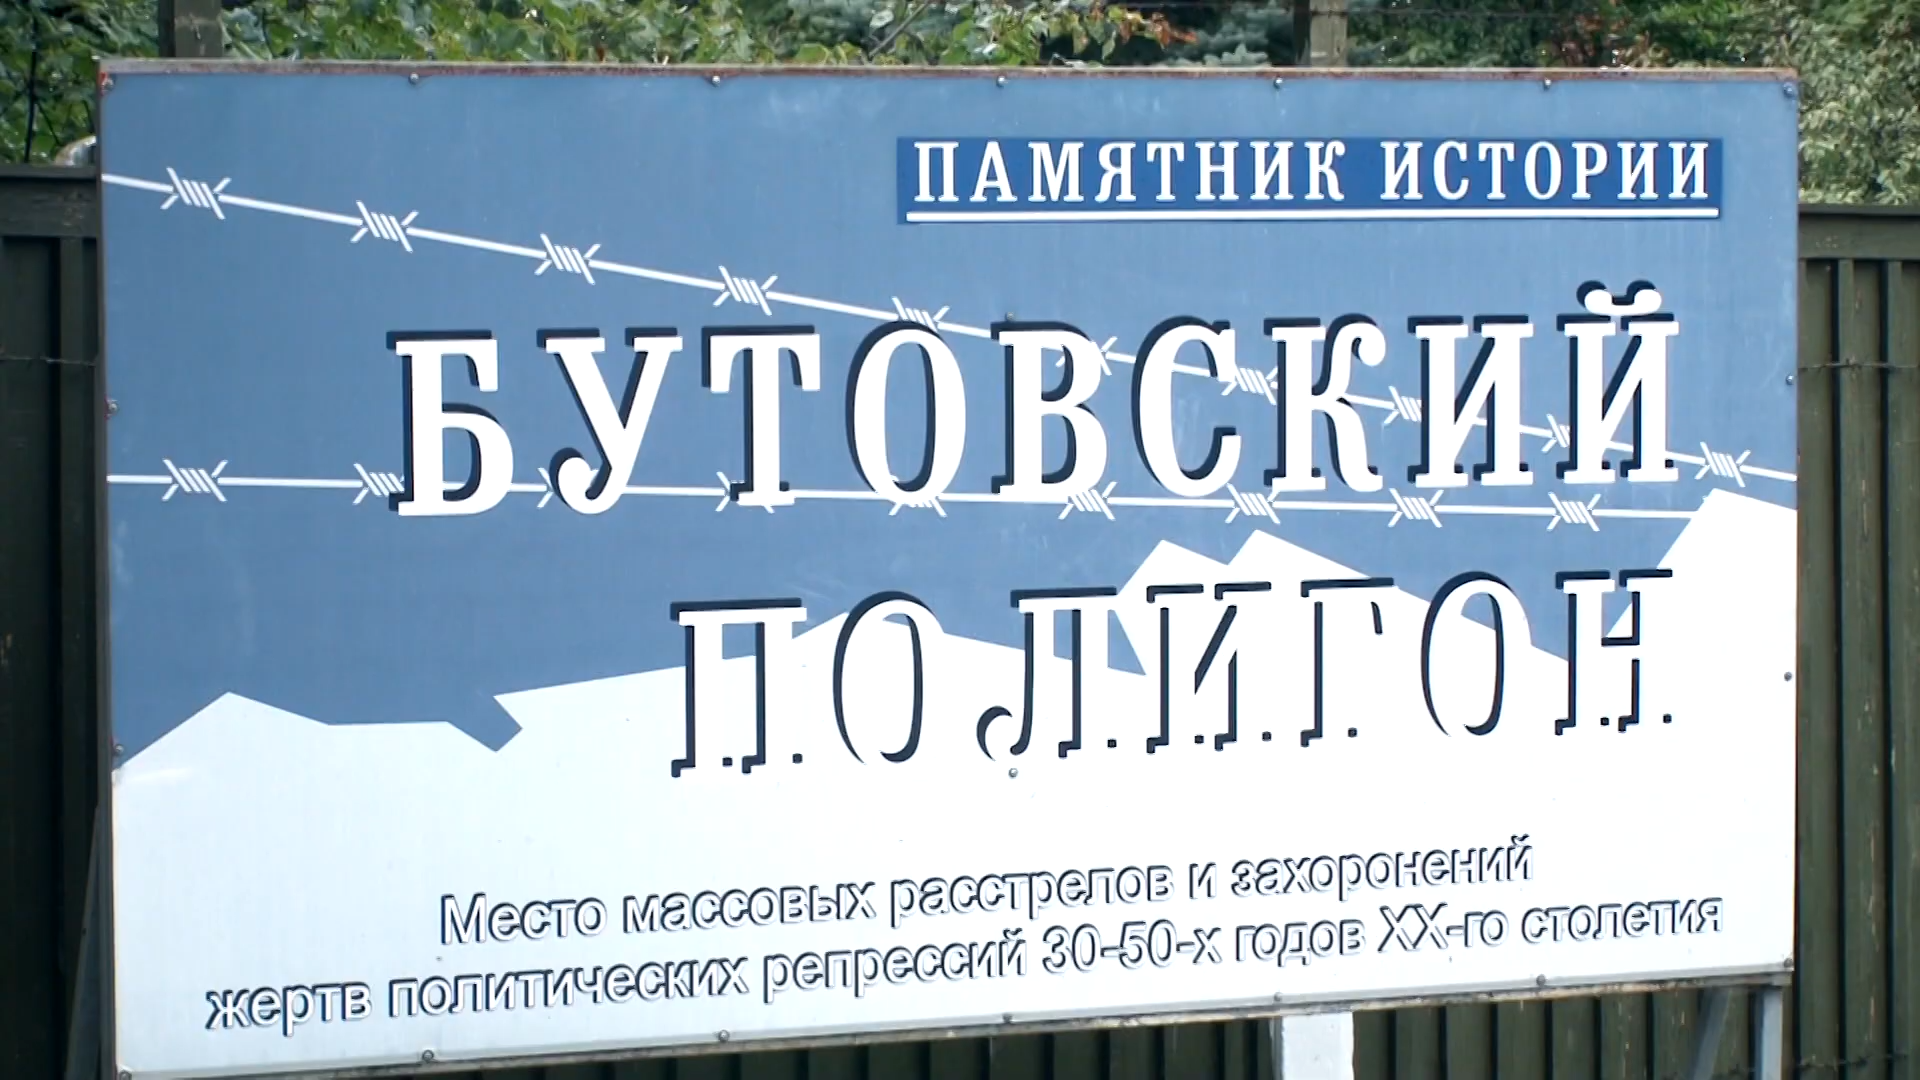 ПАМЯТНИК ИСТОРИИ
БУТОВСКИЙ
ПОЛИГОН
Место массовых расстрелов и захоронений
жертв политических репрессий 30-50-х годов XX-го столетия